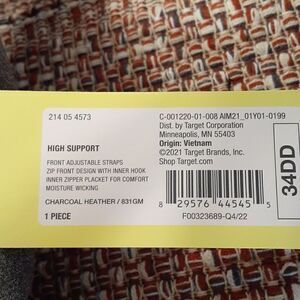 214 05 4573
HIGH SUPPORT
FRONT ADJUSTABLE STRAPS
ZIP FRONT DESIGN WITH INNER HOOK
INNER ZIPPER PLACKET FOR COMFORT
MOISTURE WICKING
CHARCOAL HEATHER / 831GM
1 PIECE
C-001220-01-008 AIM21_01Y01-0199
Dist. by Target Corporation
Minneapolis, MN 55403
Origin: Vietnam
©2021 Target Brands, Inc.
Shop Target.com
8 29576 44545 5
F00323689-Q4/22
34DD